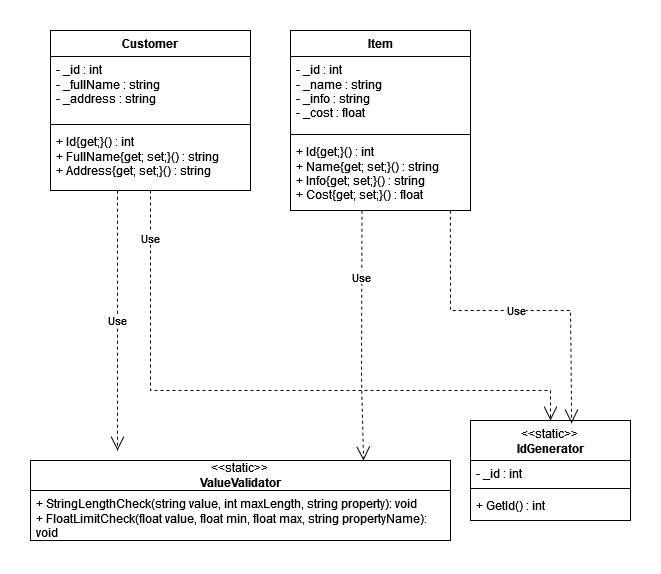 Customer
- _id : int
- _fullName : string
- _address : string
+ Id{get;}() : int
+ FullName{get; set;}() : string
+ Address{get; set;}() : string
Item
- _id : int
- _name : string
- _info : string
- _cost : float
+ Id{get;}() : int
+ Name{get; set;}() : string
+ Info{get; set;}() : string
+ Cost{get; set;}() : float
Use
Use
Use
Use
<<static>>
ValueValidator
+ StringLengthCheck(string value, int maxLength, string property): void
+ FloatLimitCheck(float value, float min, float max, string propertyName):
void
<<static>>
IdGenerator
- _id : int
+ GetId() : int